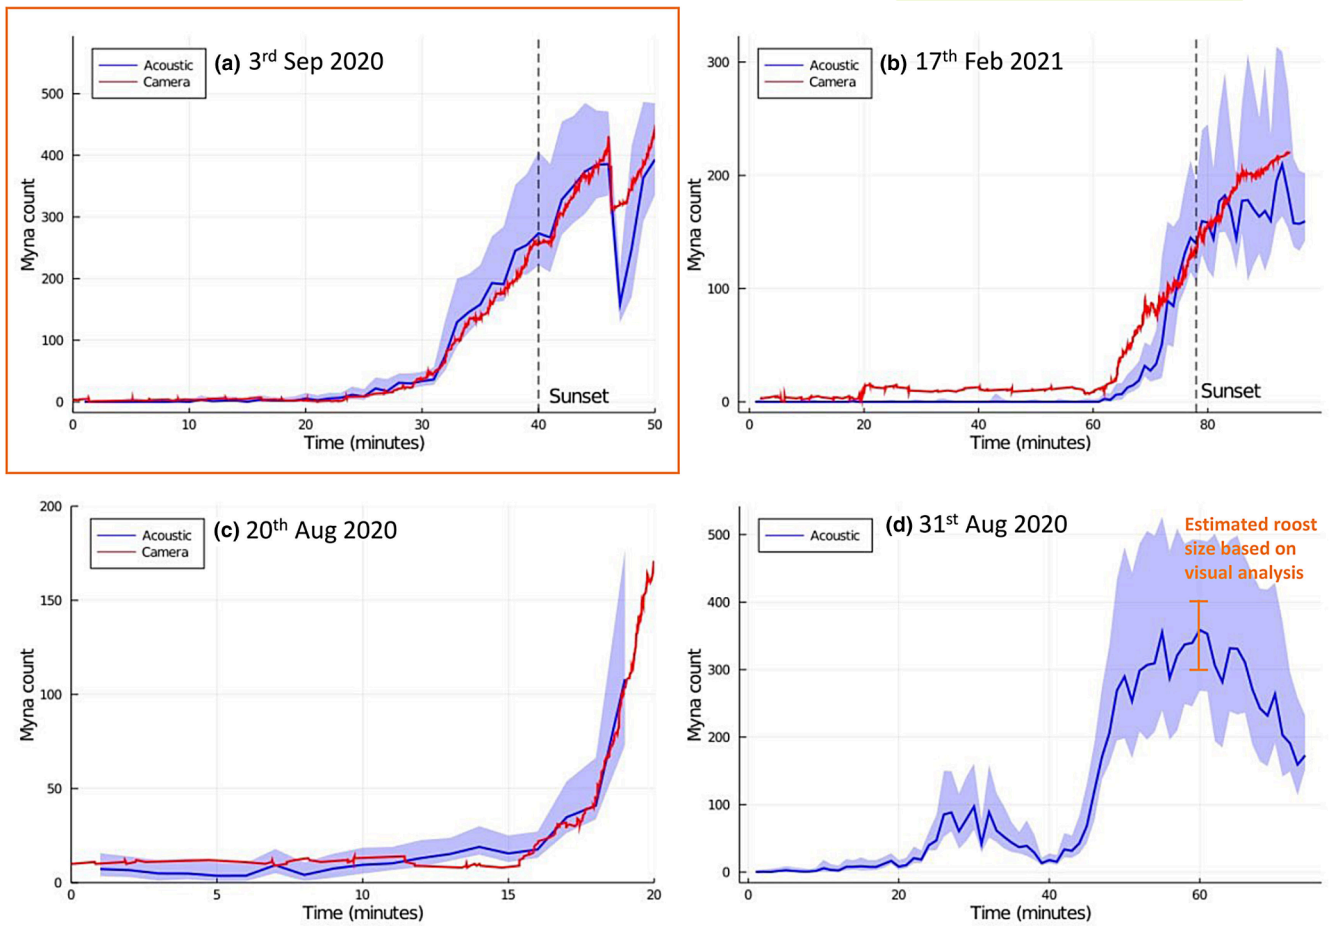 Acoustic
Camera
(a) 3rd Sep 2020
500
400
300
200
100
0
Myna count
Sunset
0 10 20 30 40 50
Time (minutes)
Acoustic
Camera
(b) 17th Feb 2021
300
200
100
0
Myna count
Sunset
0 20 40 60 80
Time (minutes)
Acoustic
Camera
(c) 20th Aug 2020
200
150
100
50
0
Myna count
0 5 10 15 20
Time (minutes)
Acoustic
(d) 31st Aug 2020
Estimated roost
size based on
visual analysis
500
400
300
200
100
0
Myna count
0 20 40 60
Time (minutes)